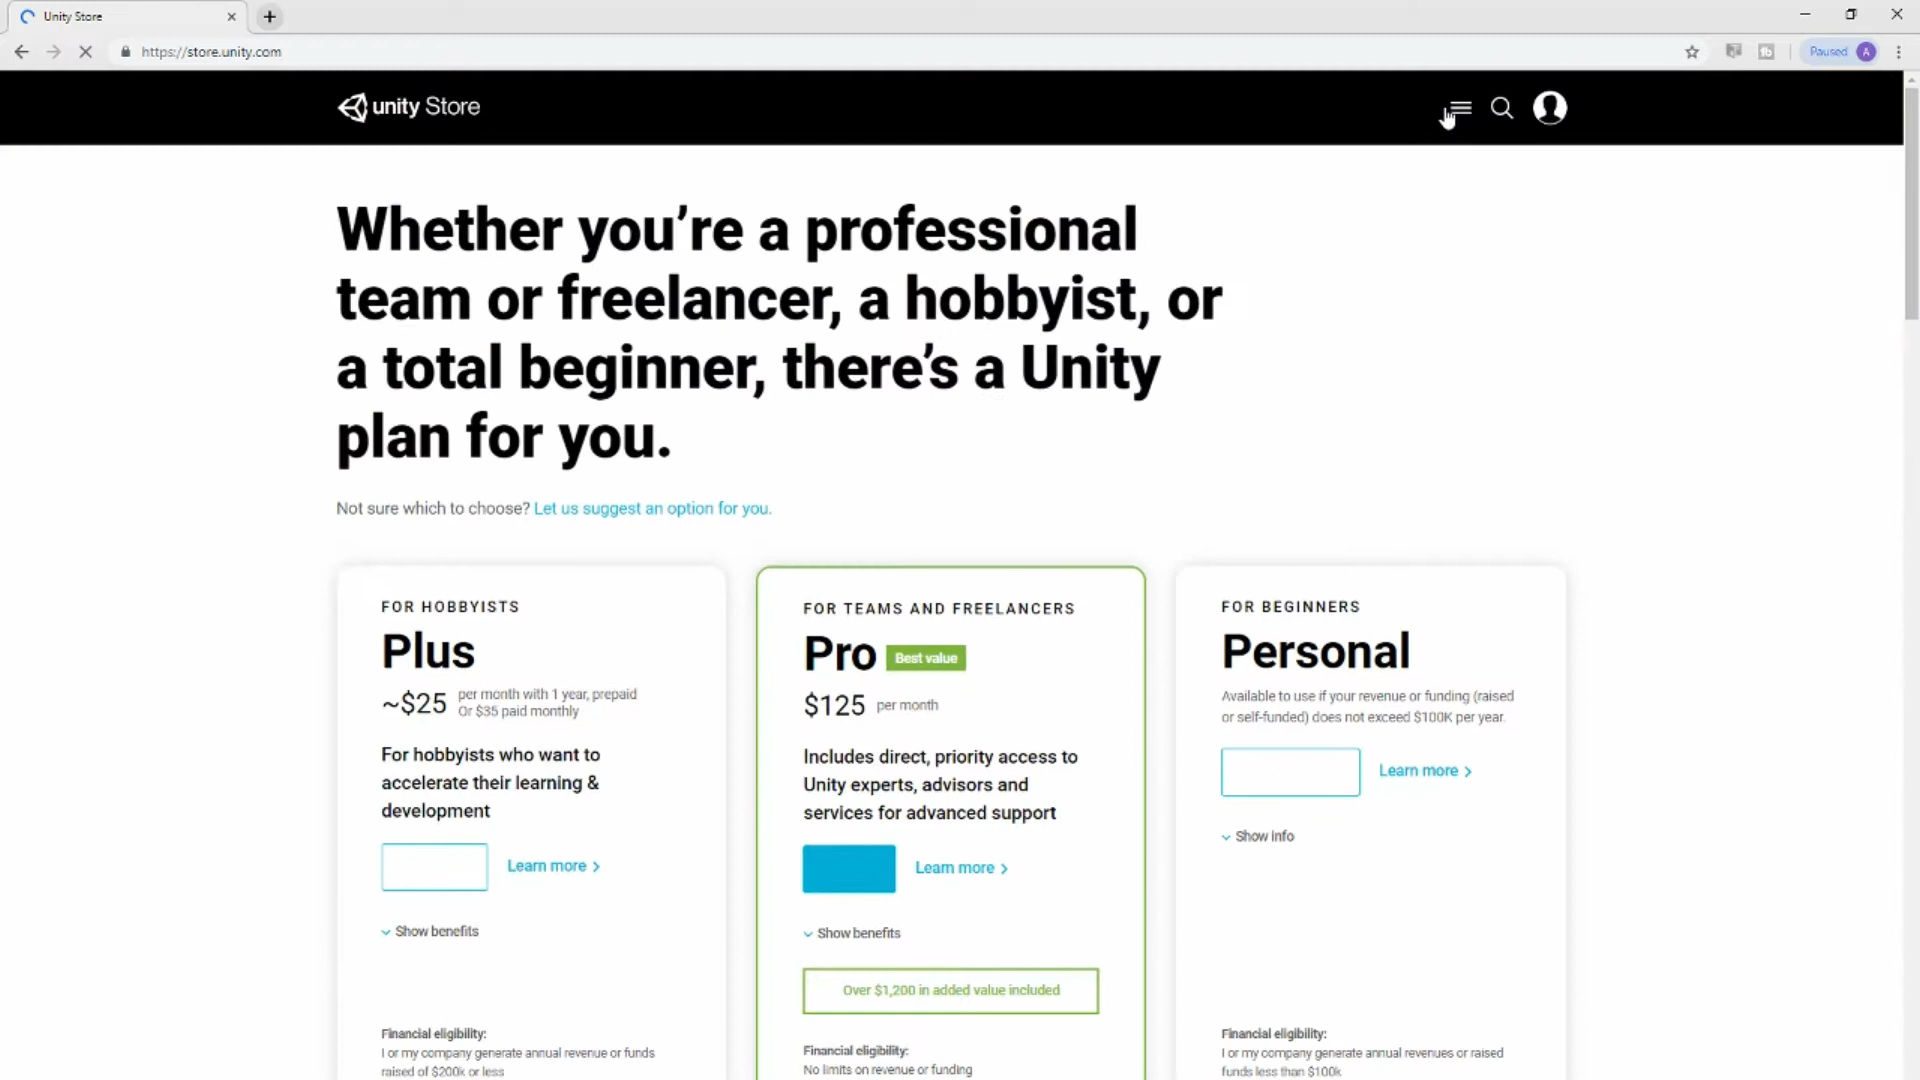 Unity Store
https://store.unity.com
Paused A
unity Store
Whether you’re a professional
team or freelancer, a hobbyist, or
a total beginner, there’s a Unity
plan for you.
Not sure which to choose? Let us suggest an option for you.
FOR HOBBYISTS
Plus
~$25 per month with 1 year, prepaid
Or $35 paid monthly
For hobbyists who want to
accelerate their learning &
development
Learn more
Show benefits
Financial eligibility:
I or my company generate annual revenue or funds
raised of $200k or less
FOR TEAMS AND FREELANCERS
Pro Best value
$125 per month
Includes direct, priority access to
Unity experts, advisors and
services for advanced support
Learn more
Show benefits
Over $1,200 in added value included
Financial eligibility:
No limits on revenue or funding
FOR BEGINNERS
Personal
Available to use if your revenue or funding (raised
or self-funded) does not exceed $100K per year.
Learn more
Show info
Financial eligibility:
I or my company generate annual revenues or raised
funds less than $100k